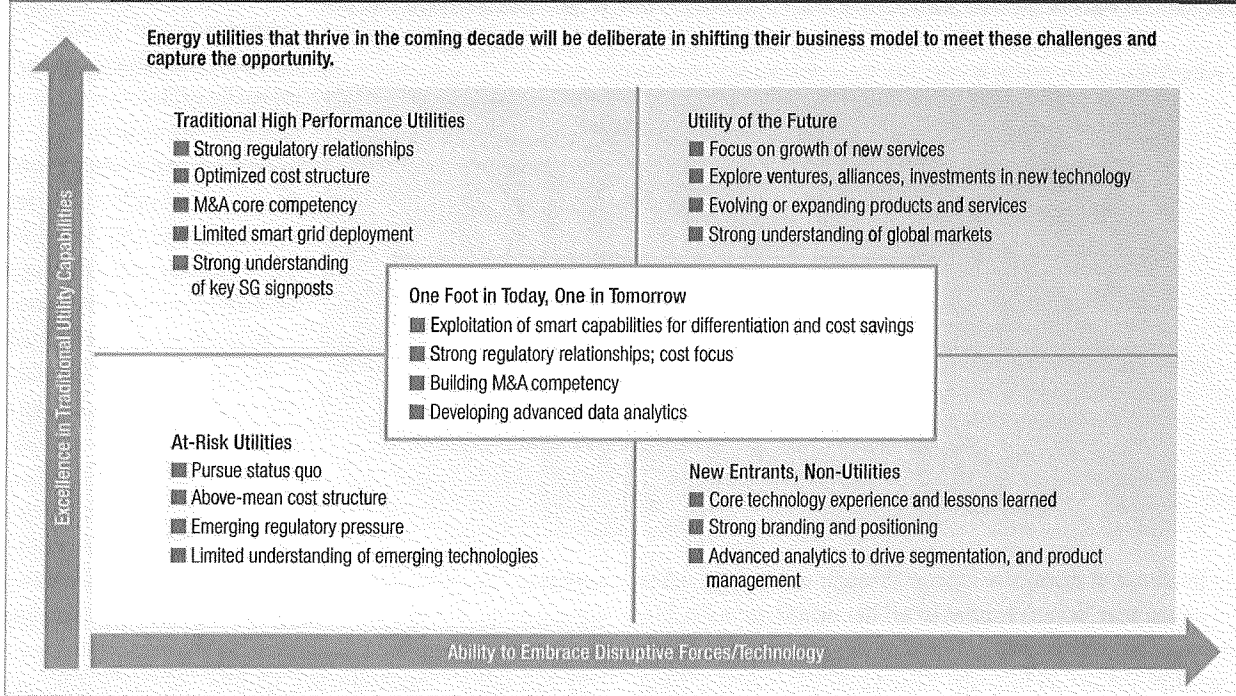 Energy utilities that thrive in the coming decade will be deliberate in shifting their business model to meet these challenges and
capture the opportunity.
Excellence in Traditional Utility Capabilities
Traditional High Performance Utilities
Strong regulatory relationships
Optimized cost structure
M&A core competency
Limited smart grid deployment
Strong understanding
of key SG signposts
Utility of the Future
Focus on growth of new services
Explore ventures, alliances, investments in new technology
Evolving or expanding products and services
Strong understanding of global markets
One Foot in Today, One in Tomorrow
Exploitation of smart capabilities for differentiation and cost savings
Strong regulatory relationships; cost focus
Building M&A competency
Developing advanced data analytics
At-Risk Utilities
Pursue status quo
Above-mean cost structure
Emerging regulatory pressure
Limited understanding of emerging technologies
New Entrants, Non-Utilities
Core technology experience and lessons learned
Strong branding and positioning
Advanced analytics to drive segmentation, and product
management
Ability to Embrace Disruptive Forces/Technology